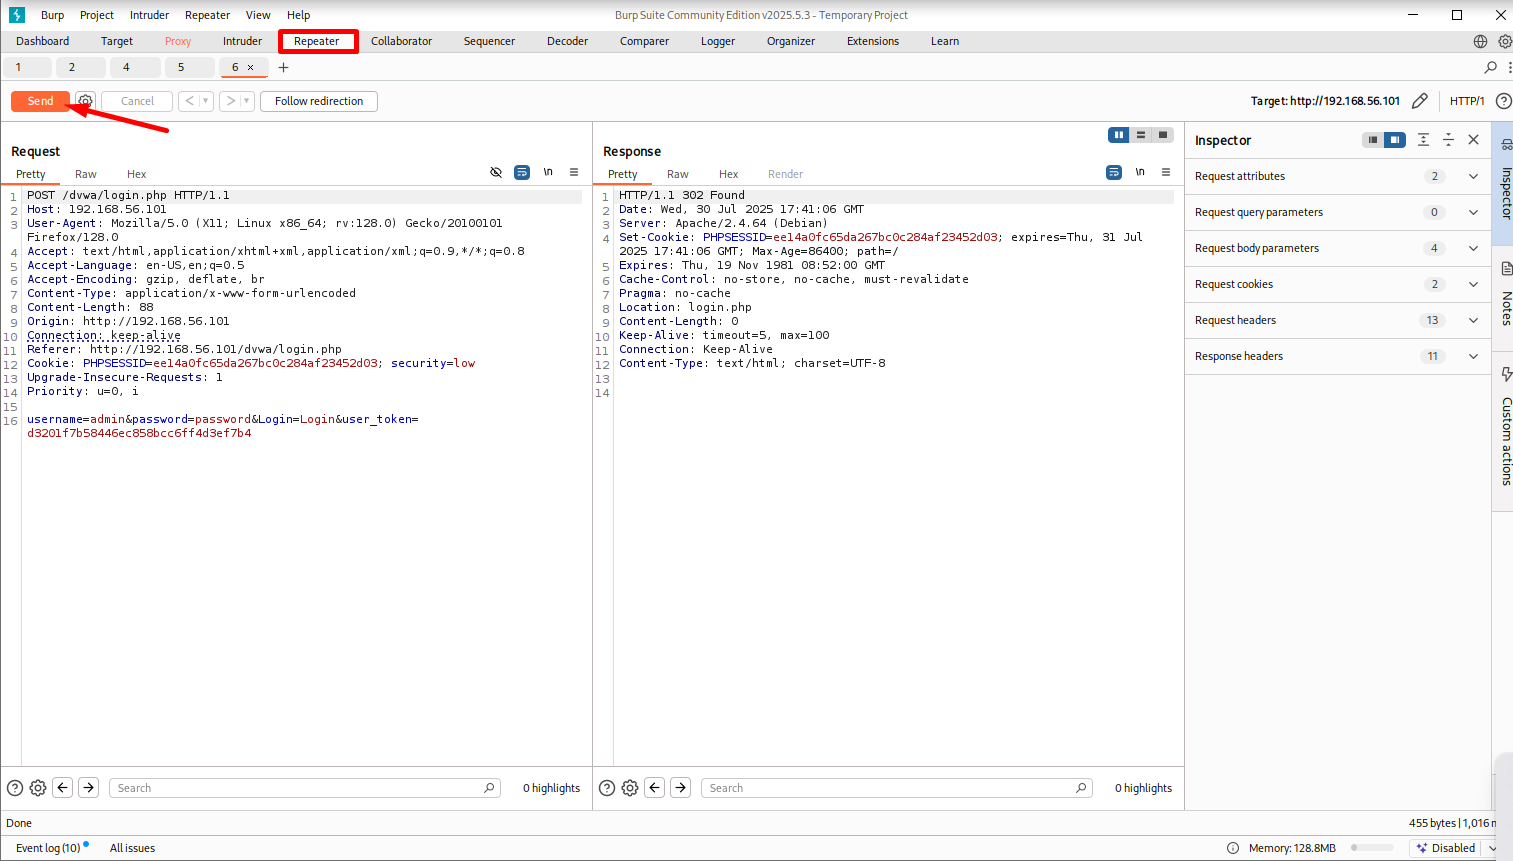 Burp Project Intruder Repeater View Help Burp Suite Community Edition v2025.5.3 - Temporary Project
Dashboard Target Proxy Intruder Repeater Collaborator Sequencer Decoder Comparer Logger Organizer Extensions Learn
1 2 4 5 6 × +
Send Cancel < > Follow redirection Target: http://192.168.56.101 HTTP/1
Request
Pretty Raw Hex \n
1 POST /dvwa/login.php HTTP/1.1
2 Host: 192.168.56.101
3 User-Agent: Mozilla/5.0 (X11; Linux x86_64; rv:128.0) Gecko/20100101
Firefox/128.0
4 Accept: text/html,application/xhtml+xml,application/xml;q=0.9,*/*;q=0.8
5 Accept-Language: en-US,en;q=0.5
6 Accept-Encoding: gzip, deflate, br
7 Content-Type: application/x-www-form-urlencoded
8 Content-Length: 88
9 Origin: http://192.168.56.101
10 Connection: keep-alive
11 Referer: http://192.168.56.101/dvwa/login.php
12 Cookie: PHPSESSID=ee14a0fc65da267bc0c284af23452d03; security=low
13 Upgrade-Insecure-Requests: 1
14 Priority: u=0, i
15
16 username=admin&password=password&Login=Login&user_token=
d3201f7b58446ec858bcc6ff4d3ef7b4
Search 0 highlights
Response
Pretty Raw Hex Render \n
1 HTTP/1.1 302 Found
2 Date: Wed, 30 Jul 2025 17:41:06 GMT
3 Server: Apache/2.4.64 (Debian)
4 Set-Cookie: PHPSESSID=ee14a0fc65da267bc0c284af23452d03; expires=Thu, 31 Jul
2025 17:41:06 GMT; Max-Age=86400; path=/
5 Expires: Thu, 19 Nov 1981 08:52:00 GMT
6 Cache-Control: no-store, no-cache, must-revalidate
7 Pragma: no-cache
8 Location: login.php
9 Content-Length: 0
10 Keep-Alive: timeout=5, max=100
11 Connection: Keep-Alive
12 Content-Type: text/html; charset=UTF-8
13
14
Search 0 highlights
Inspector
Request attributes 2
Request query parameters 0
Request body parameters 4
Request cookies 2
Request headers 13
Response headers 11
Inspector
Notes
Custom actions
Done 455 bytes | 1,016 m
Event log (10) All issues Memory: 128.8MB Disabled